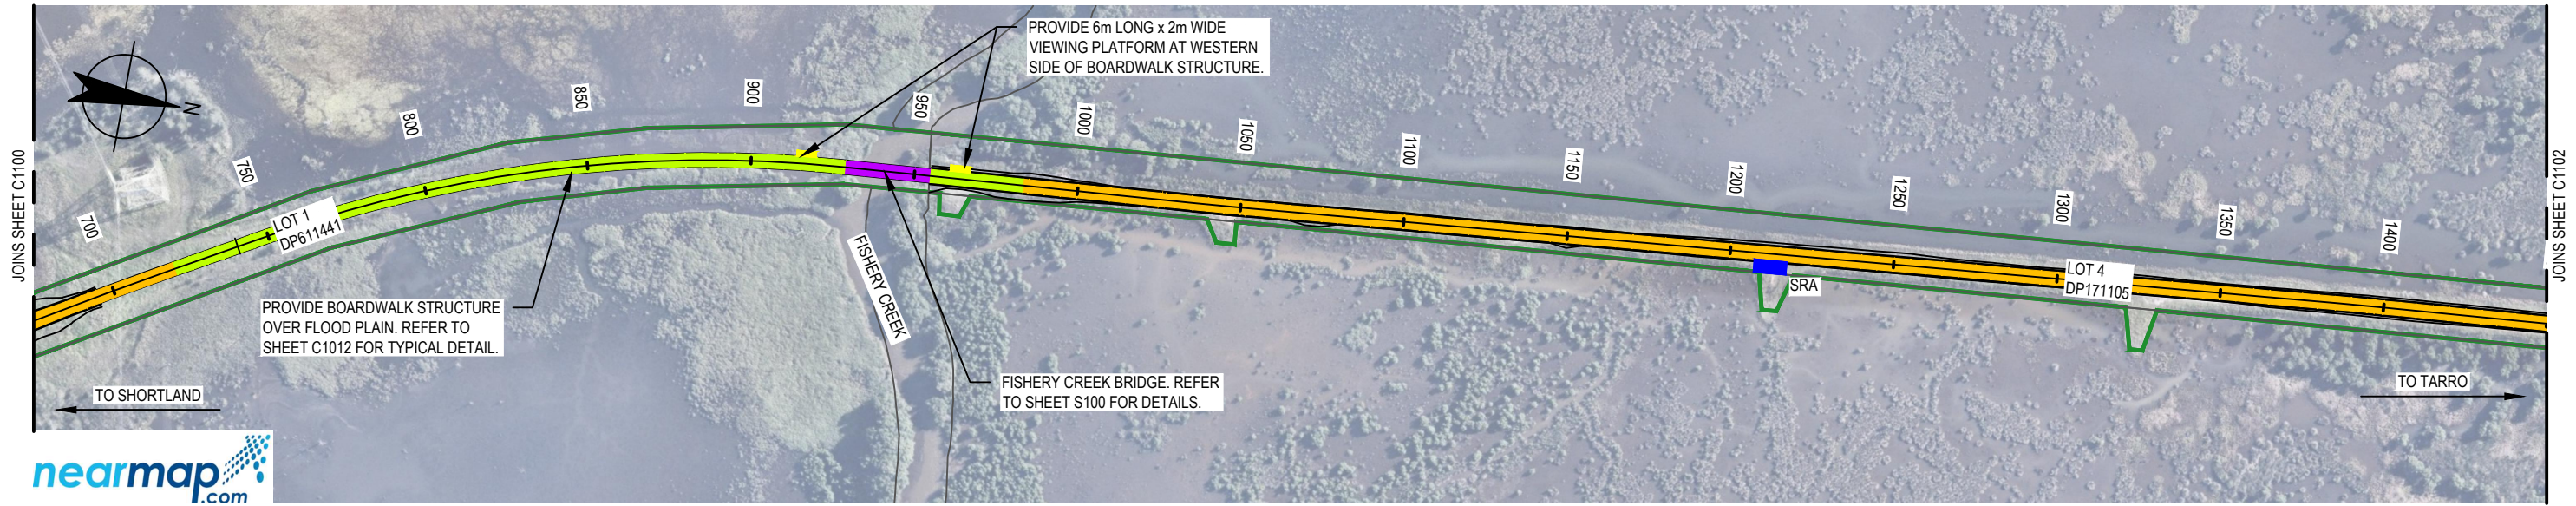 PROVIDE 6m LONG x 2m WIDE
VIEWING PLATFORM AT WESTERN
SIDE OF BOARDWALK STRUCTURE.
N
JOINS SHEET C1100
700
750
800
850
900
950
1000
1050
1100
1150
1200
1250
1300
1350
1400
JOINS SHEET C1102
LOT 1
DP611441
FISHERY CREEK
LOT 4
DP171105
SRA
PROVIDE BOARDWALK STRUCTURE
OVER FLOOD PLAIN. REFER TO
SHEET C1012 FOR TYPICAL DETAIL.
FISHERY CREEK BRIDGE. REFER
TO SHEET S100 FOR DETAILS.
TO SHORTLAND
TO TARRO
nearmap
.com